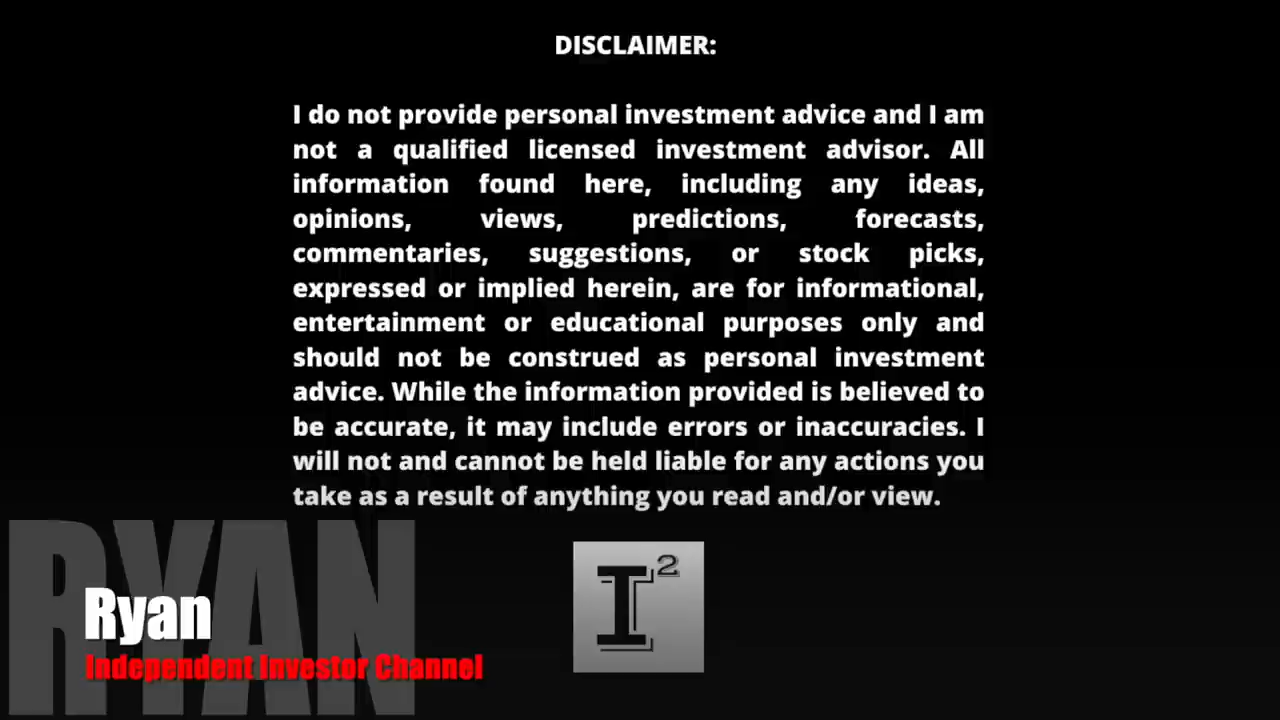 DISCLAIMER:
I do not provide personal investment advice and I am
not a qualified licensed investment advisor. All
information found here, including any ideas,
opinions, views, predictions, forecasts,
commentaries, suggestions, or stock picks,
expressed or implied herein, are for informational,
entertainment or educational purposes only and
should not be construed as personal investment
advice. While the information provided is believed to
be accurate, it may include errors or inaccuracies. I
will not and cannot be held liable for any actions you
take as a result of anything you read and/or view.
RYAN
Ryan
Independent Investor Channel
I²